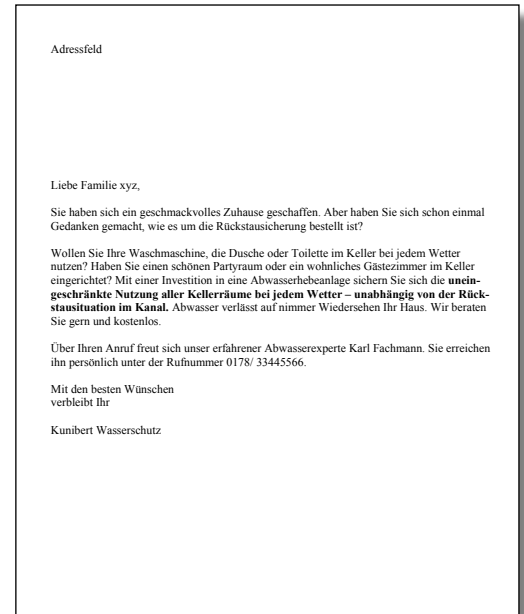 Adressfeld
Liebe Familie xyz,
Sie haben sich ein geschmackvolles Zuhause geschaffen. Aber haben Sie sich schon einmal
Gedanken gemacht, wie es um die Rückstausicherung bestellt ist?
Wollen Sie Ihre Waschmaschine, die Dusche oder Toilette im Keller bei jedem Wetter
nutzen? Haben Sie einen schönen Partyraum oder ein wohnliches Gästezimmer im Keller
eingerichtet? Mit einer Investition in eine Abwasserhebeanlage sichern Sie sich die unein-
geschränkte Nutzung aller Kellerräume bei jedem Wetter – unabhängig von der Rück-
stausituation im Kanal. Abwasser verlässt auf nimmer Wiedersehen Ihr Haus. Wir beraten
Sie gern und kostenlos.
Über Ihren Anruf freut sich unser erfahrener Abwasserexperte Karl Fachmann. Sie erreichen
ihn persönlich unter der Rufnummer 0178/ 33445566.
Mit den besten Wünschen
verbleibt Ihr
Kunibert Wasserschutz